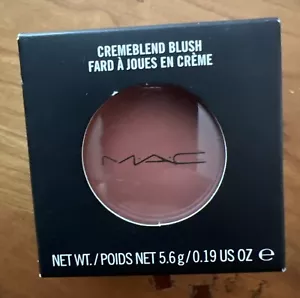 CREMEBLEND BLUSH
FARD À JOUES EN CRÈME
MAC
NET WT./POIDS NET 5.6 g/0.19 US OZ e